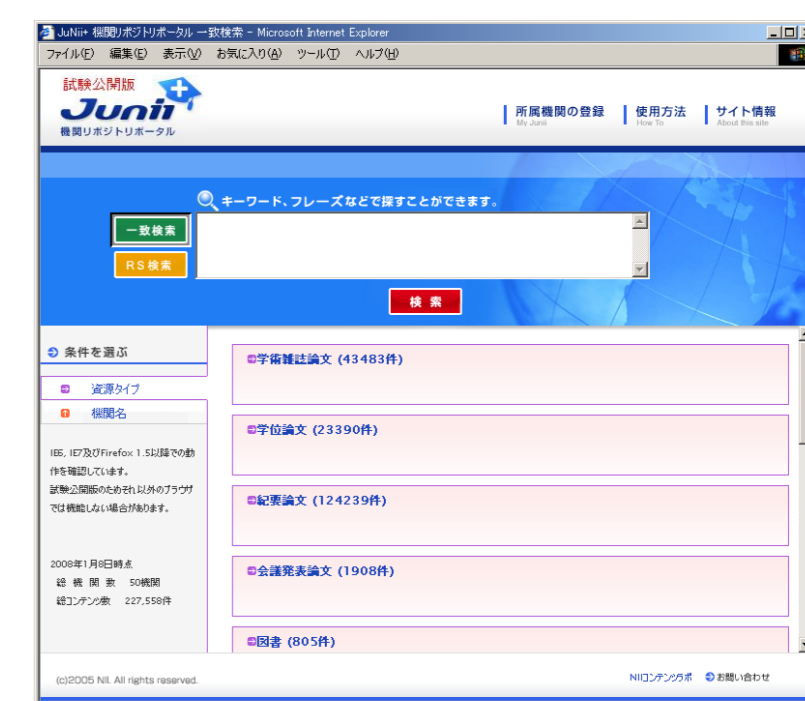 JuNii+ 機関リポジトリポータル 一致検索 - Microsoft Internet Explorer
ファイル(F) 編集(E) 表示(V) お気に入り(A) ツール(T) ヘルプ(H)
試験公開版
Junii
機関リポジトリポータル
所属機関の登録 使用方法 サイト情報
My Junii How To About this site
キーワード、フレーズなどで探すことができます。
一致検索
RS検索
検索
条件を選ぶ
資源タイプ
機関名
IE6, IE7及びFirefox 1.5以降での動
作を確認しています。
試験公開版のためそれ以外のブラウザ
では機能しない場合があります。
2008年1月8日時点
総 機 関 数 50機関
総コンテンツ数 227,558件
学術雑誌論文 (43483件)
学位論文 (23390件)
紀要論文 (124239件)
会議発表論文 (1908件)
図書 (805件)
(c)2005 NII. All rights reserved.
NIIコンテンツラボ お問い合わせ